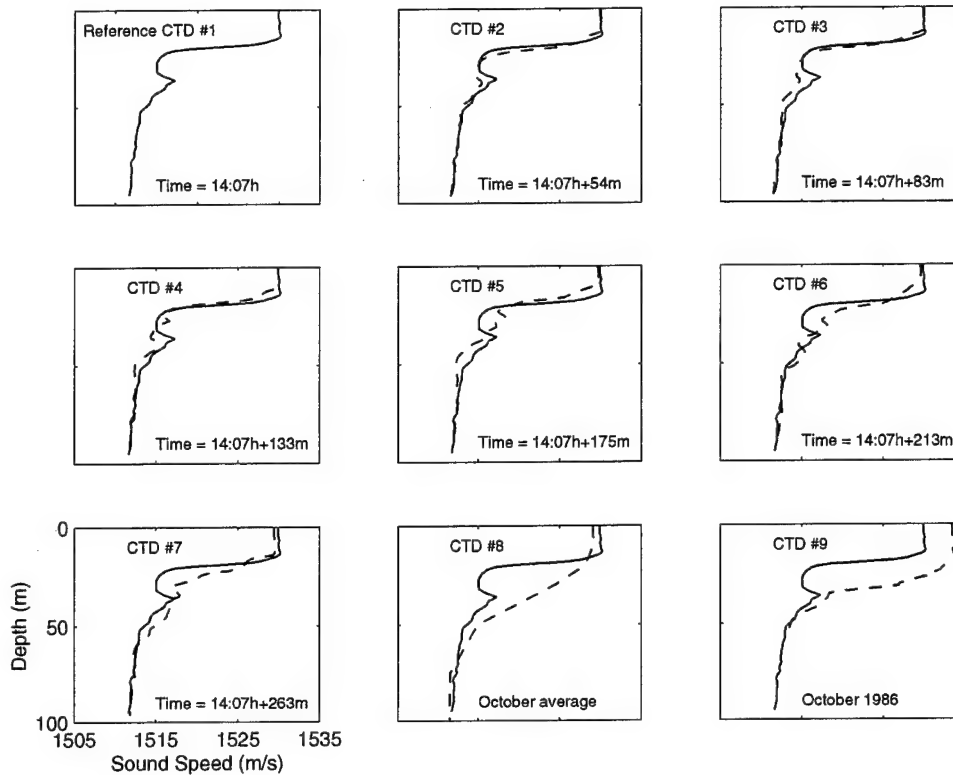 Reference CTD #1
Time = 14:07h
CTD #2
Time = 14:07h+54m
CTD #3
Time = 14:07h+83m
CTD #4
Time = 14:07h+133m
CTD #5
Time = 14:07h+175m
CTD #6
Time = 14:07h+213m
CTD #7
Time = 14:07h+263m
0
50
100
Depth (m)
1505 1515 1525 1535
Sound Speed (m/s)
CTD #8
October average
CTD #9
October 1986